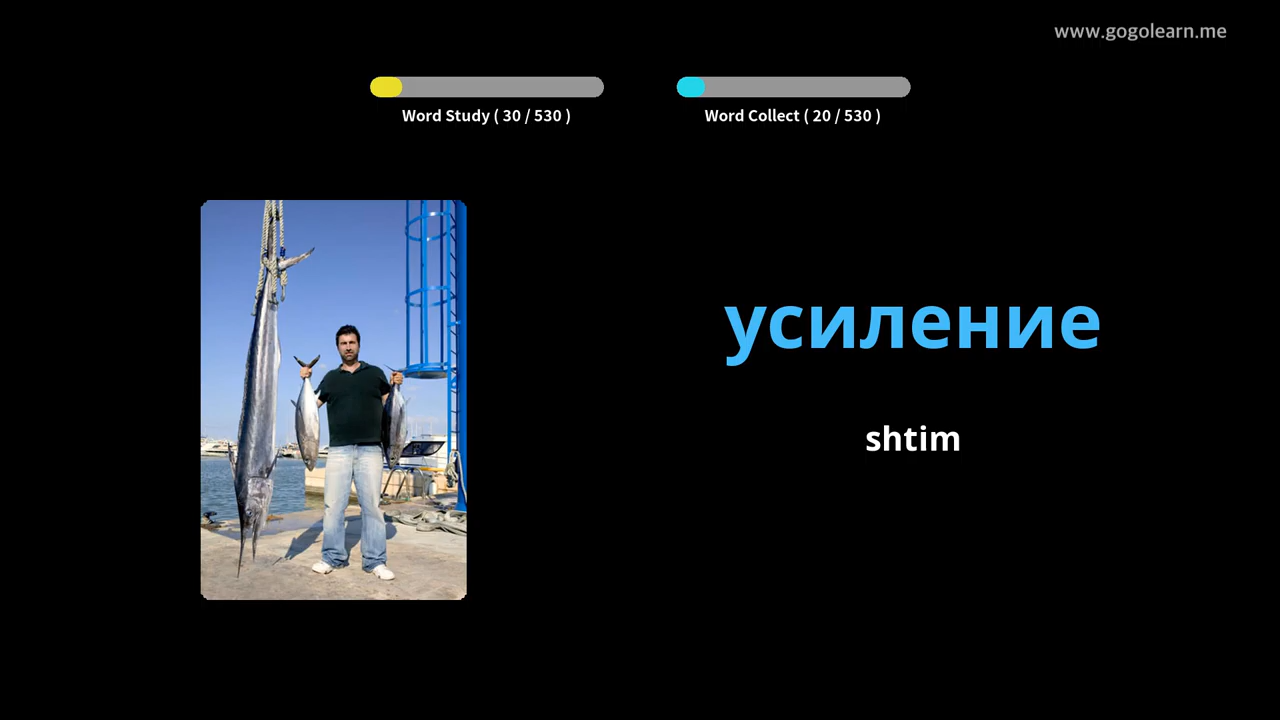 www.gogolearn.me
Word Study ( 30 / 530 )
Word Collect ( 20 / 530 )
усиление
shtim